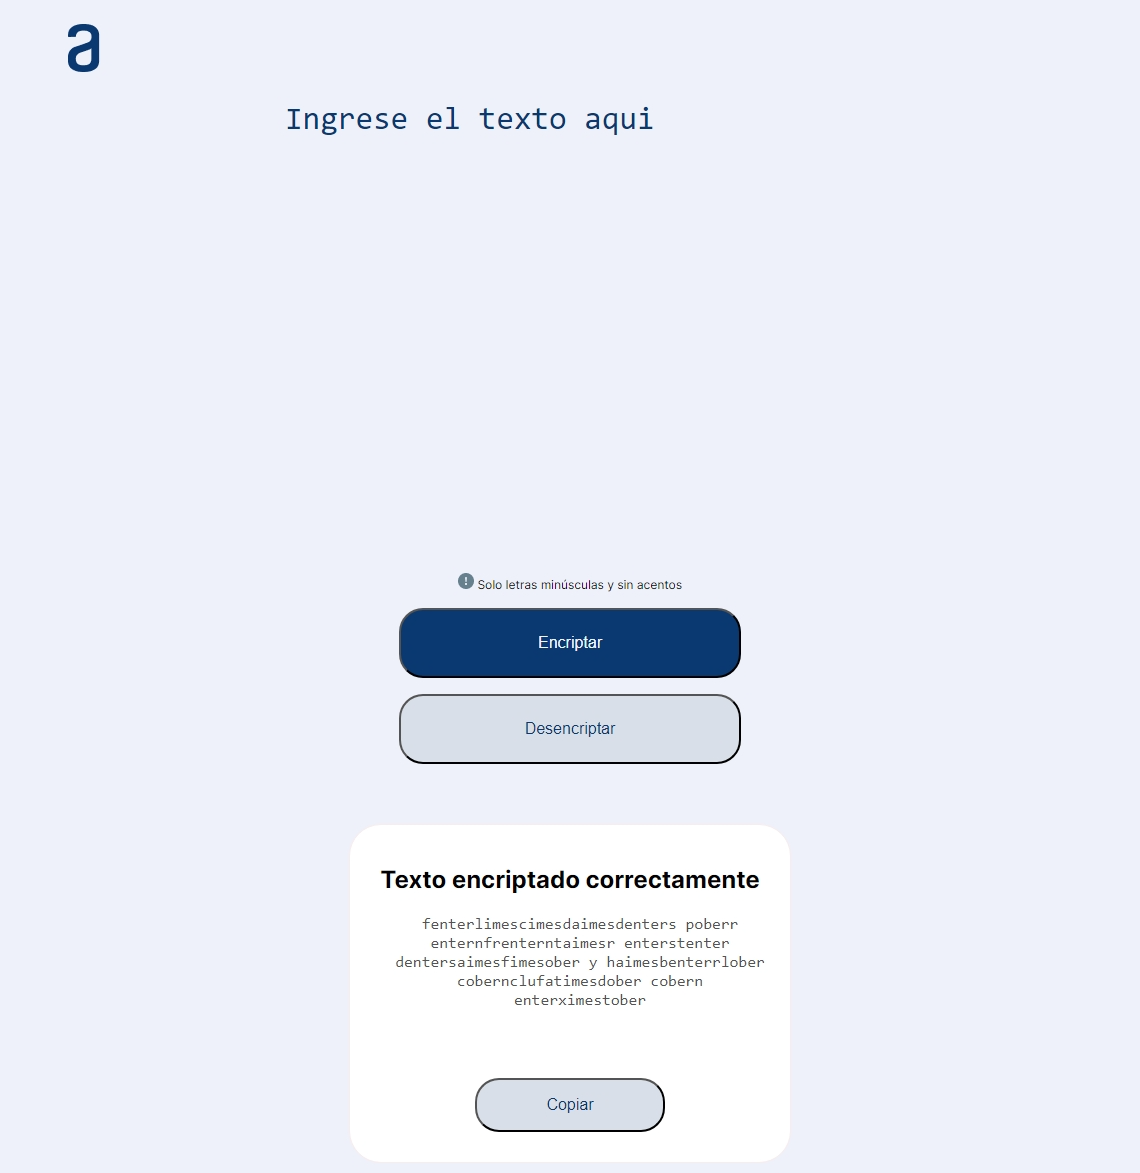 a
Ingrese el texto aqui
! Solo letras minúsculas y sin acentos
Encriptar
Desencriptar
Texto encriptado correctamente
fenterlimescimesdaimesdenters poberr
enternfrenterntaimesr enterstenter
dentersaimesfimesober y haimesbenterrlober
cobernclufatimesdober cobern
enterximestober
Copiar